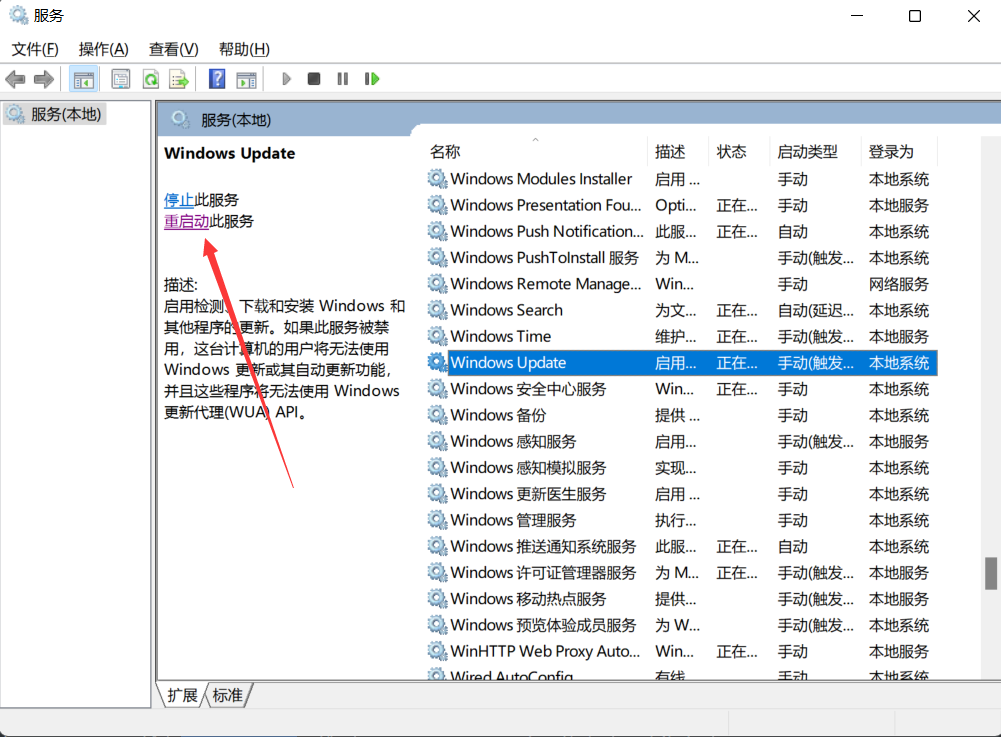 服务
文件(F) 操作(A) 查看(V) 帮助(H)
服务(本地)
服务(本地)
Windows Update
停止此服务
重启动此服务
描述:
启用检测、下载和安装 Windows 和
其他程序的更新。如果此服务被禁
用，这台计算机的用户将无法使用
Windows 更新或其自动更新功能，
并且这些程序将无法使用 Windows
更新代理(WUA) API。
名称 描述 状态 启动类型 登录为
Windows Modules Installer 启用 ... 手动 本地系统
Windows Presentation Fou... Opti... 正在... 手动 本地服务
Windows Push Notification... 此服... 正在... 自动 本地系统
Windows PushToInstall 服务 为 M... 手动(触发... 本地系统
Windows Remote Manage... Win... 手动 网络服务
Windows Search 为文... 正在... 自动(延迟... 本地系统
Windows Time 维护... 正在... 手动(触发... 本地服务
Windows Update 启用... 正在... 手动(触发... 本地系统
Windows 安全中心服务 Win... 正在... 手动 本地系统
Windows 备份 提供 ... 手动 本地系统
Windows 感知服务 启用... 手动(触发... 本地服务
Windows 感知模拟服务 实现... 手动 本地系统
Windows 更新医生服务 启用 ... 手动 本地系统
Windows 管理服务 执行... 手动 本地系统
Windows 推送通知系统服务 此服... 正在... 自动 本地系统
Windows 许可证管理器服务 为 M... 正在... 手动(触发... 本地服务
Windows 移动热点服务 提供... 手动(触发... 本地服务
Windows 预览体验成员服务 为 W... 手动(触发... 本地系统
WinHTTP Web Proxy Auto... Win... 正在... 手动 本地服务
Wired AutoConfig 有线... 手动 本地系统
扩展 标准